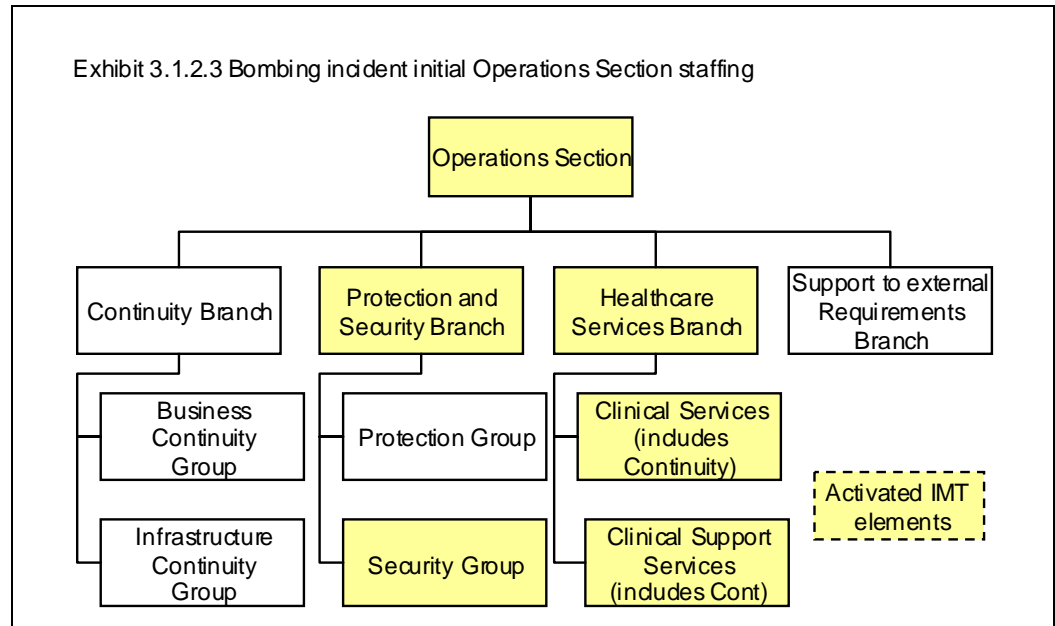 Exhibit 3.1.2.3 Bombing incident initial Operations Section staffing
Operations Section
Continuity Branch
Protection and
Security Branch
Healthcare
Services Branch
Support to external
Requirements
Branch
Business
Continuity
Group
Protection Group
Clinical Services
(includes
Continuity)
Activated IMT
elements
Infrastructure
Continuity
Group
Security Group
Clinical Support
Services
(includes Cont)